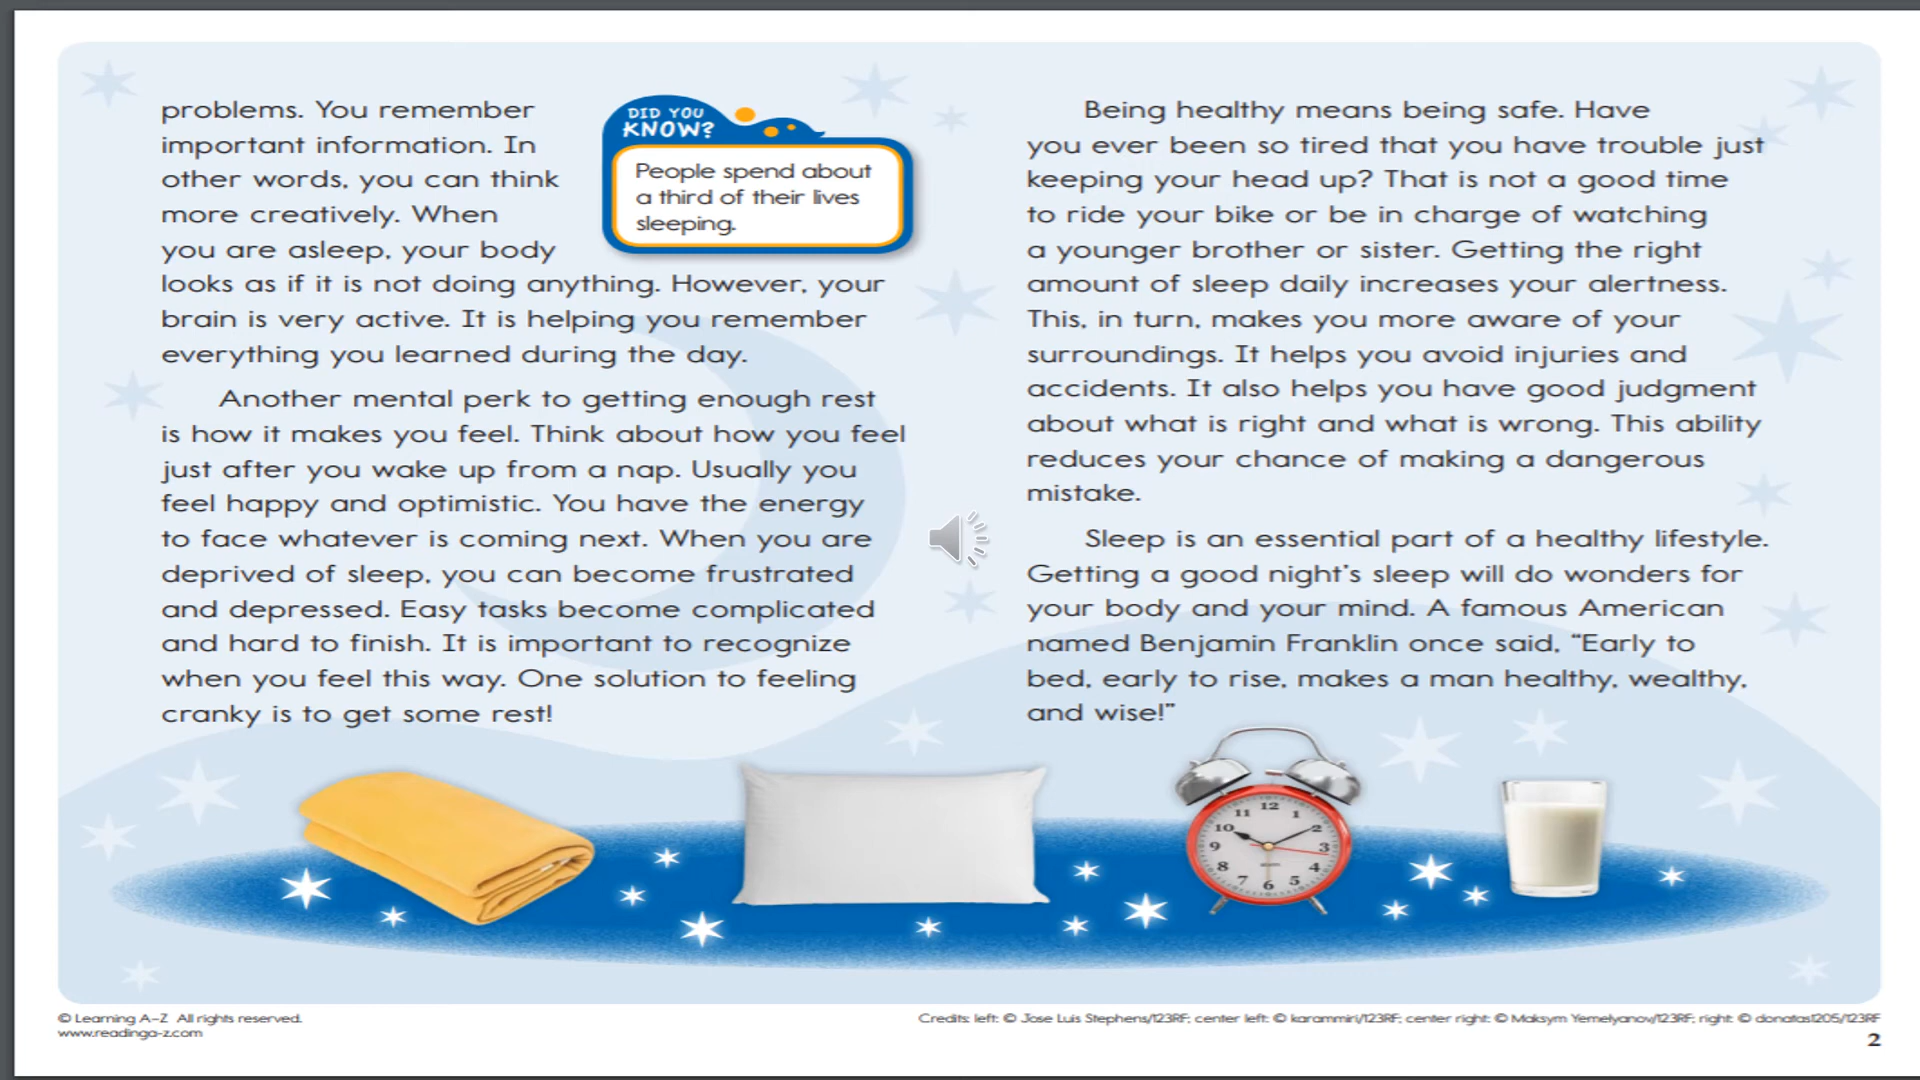 problems. You remember
important information. In
other words, you can think
more creatively. When
you are asleep, your body
looks as if it is not doing anything. However, your
brain is very active. It is helping you remember
everything you learned during the day.
DID YOU
KNOW?
People spend about
a third of their lives
sleeping.
Another mental perk to getting enough rest
is how it makes you feel. Think about how you feel
just after you wake up from a nap. Usually you
feel happy and optimistic. You have the energy
to face whatever is coming next. When you are
deprived of sleep, you can become frustrated
and depressed. Easy tasks become complicated
and hard to finish. It is important to recognize
when you feel this way. One solution to feeling
cranky is to get some rest!
Being healthy means being safe. Have
you ever been so tired that you have trouble just
keeping your head up? That is not a good time
to ride your bike or be in charge of watching
a younger brother or sister. Getting the right
amount of sleep daily increases your alertness.
This, in turn, makes you more aware of your
surroundings. It helps you avoid injuries and
accidents. It also helps you have good judgment
about what is right and what is wrong. This ability
reduces your chance of making a dangerous
mistake.
Sleep is an essential part of a healthy lifestyle.
Getting a good night's sleep will do wonders for
your body and your mind. A famous American
named Benjamin Franklin once said, “Early to
bed, early to rise, makes a man healthy, wealthy,
and wise!”
12
11 1
10 2
9 3
8 4
7 5
6
© Learning A–Z All rights reserved.
www.readinga-z.com
Credits: left: © Jose Luis Stephens/123RF; center left: © karammiri/123RF; center right: © Maksym Yemelyanov/123RF; right: © donatas1205/123RF
2